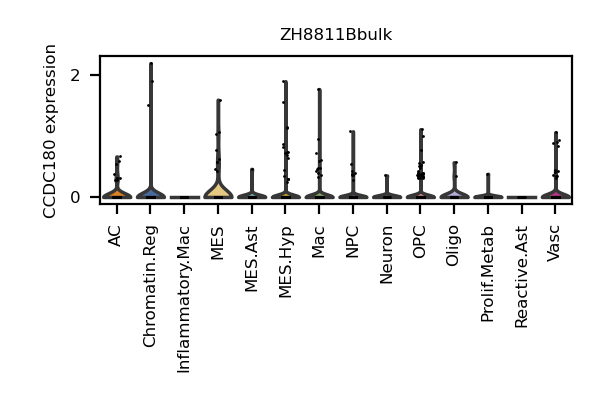 ZH8811Bbulk
CCDC180 expression
2
0
AC
Chromatin.Reg
Inflammatory.Mac
MES
MES.Ast
MES.Hyp
Mac
NPC
Neuron
OPC
Oligo
Prolif.Metab
Reactive.Ast
Vasc